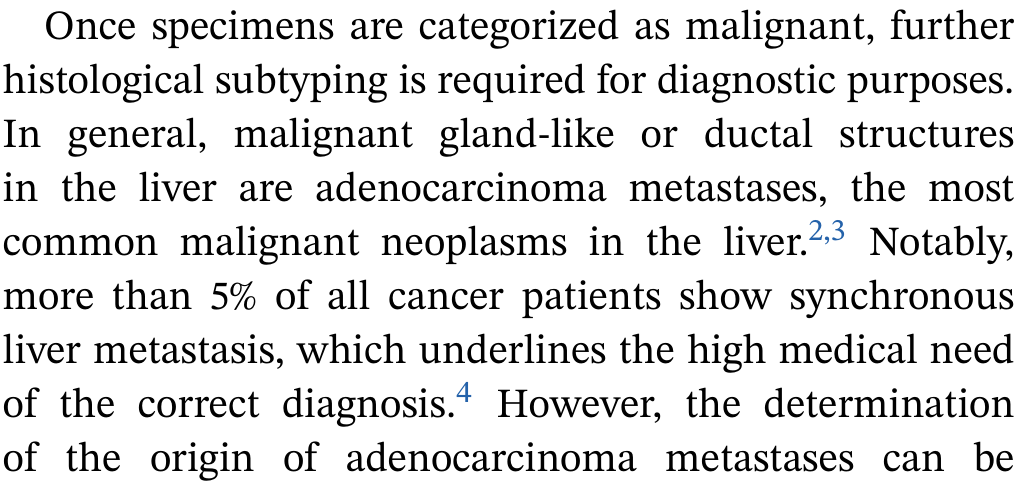 Once specimens are categorized as malignant, further
histological subtyping is required for diagnostic purposes.
In general, malignant gland-like or ductal structures
in the liver are adenocarcinoma metastases, the most
common malignant neoplasms in the liver.2,3 Notably,
more than 5% of all cancer patients show synchronous
liver metastasis, which underlines the high medical need
of the correct diagnosis.4 However, the determination
of the origin of adenocarcinoma metastases can be